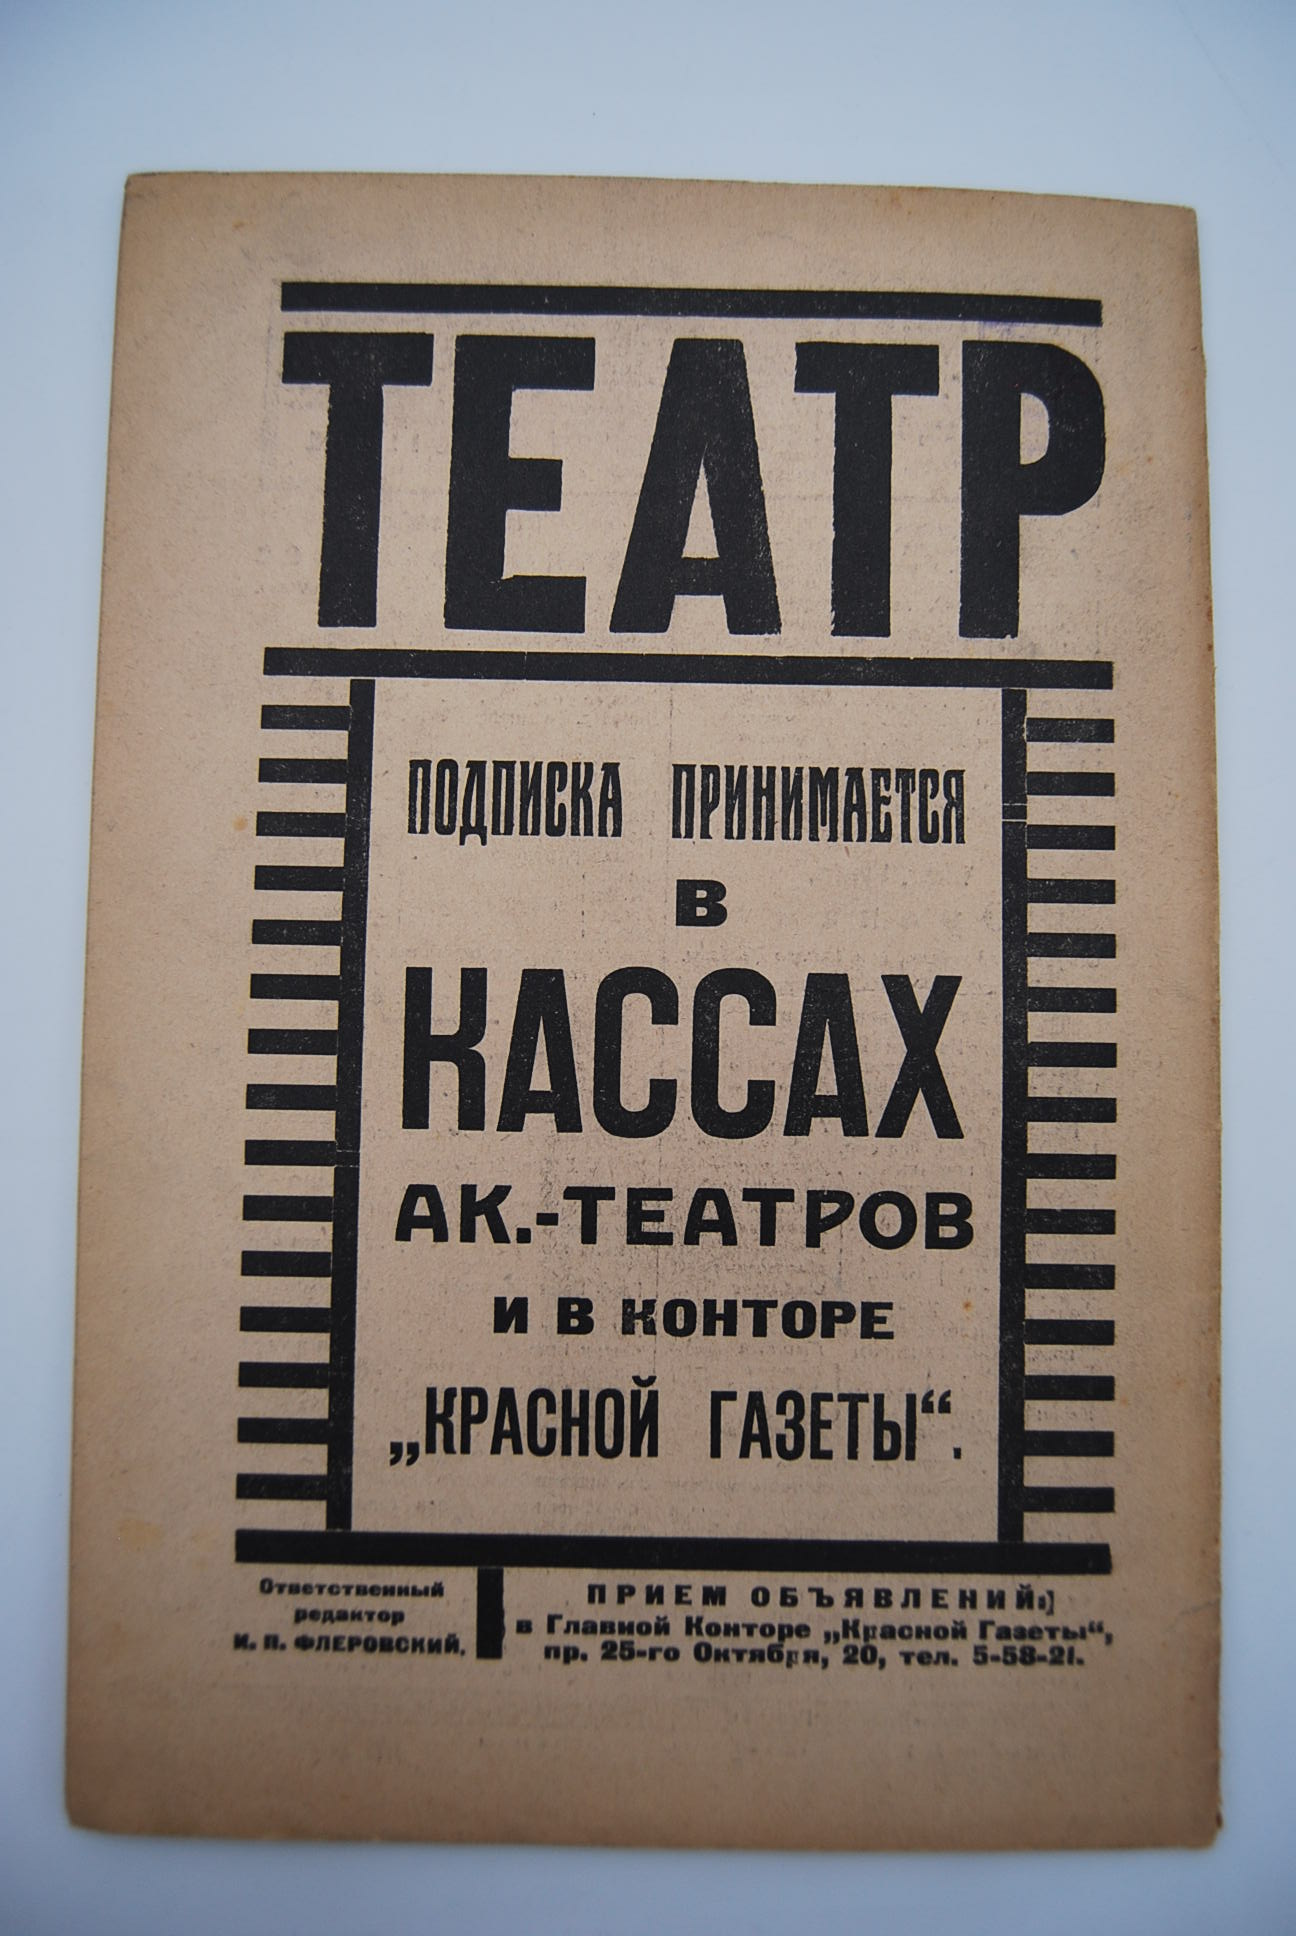 ТЕАТР
ПОДПИСКА ПРИНИМАЕТСЯ
В
КАССАХ
АК.-ТЕАТРОВ
И В КОНТОРЕ
„КРАСНОЙ ГАЗЕТЫ“.
Ответственный
редактор
И. П. ФЛЕРОВСКИЙ.
ПРИЕМ ОБЪЯВЛЕНИЙ:
в Главной Конторе „Красной Газеты“,
пр. 25-го Октября, 20, тел. 5-58-21.